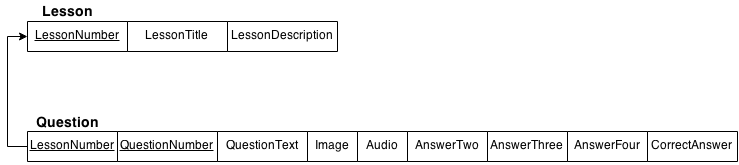 Lesson
LessonNumber LessonTitle LessonDescription
Question
LessonNumber QuestionNumber QuestionText Image Audio AnswerTwo AnswerThree AnswerFour CorrectAnswer